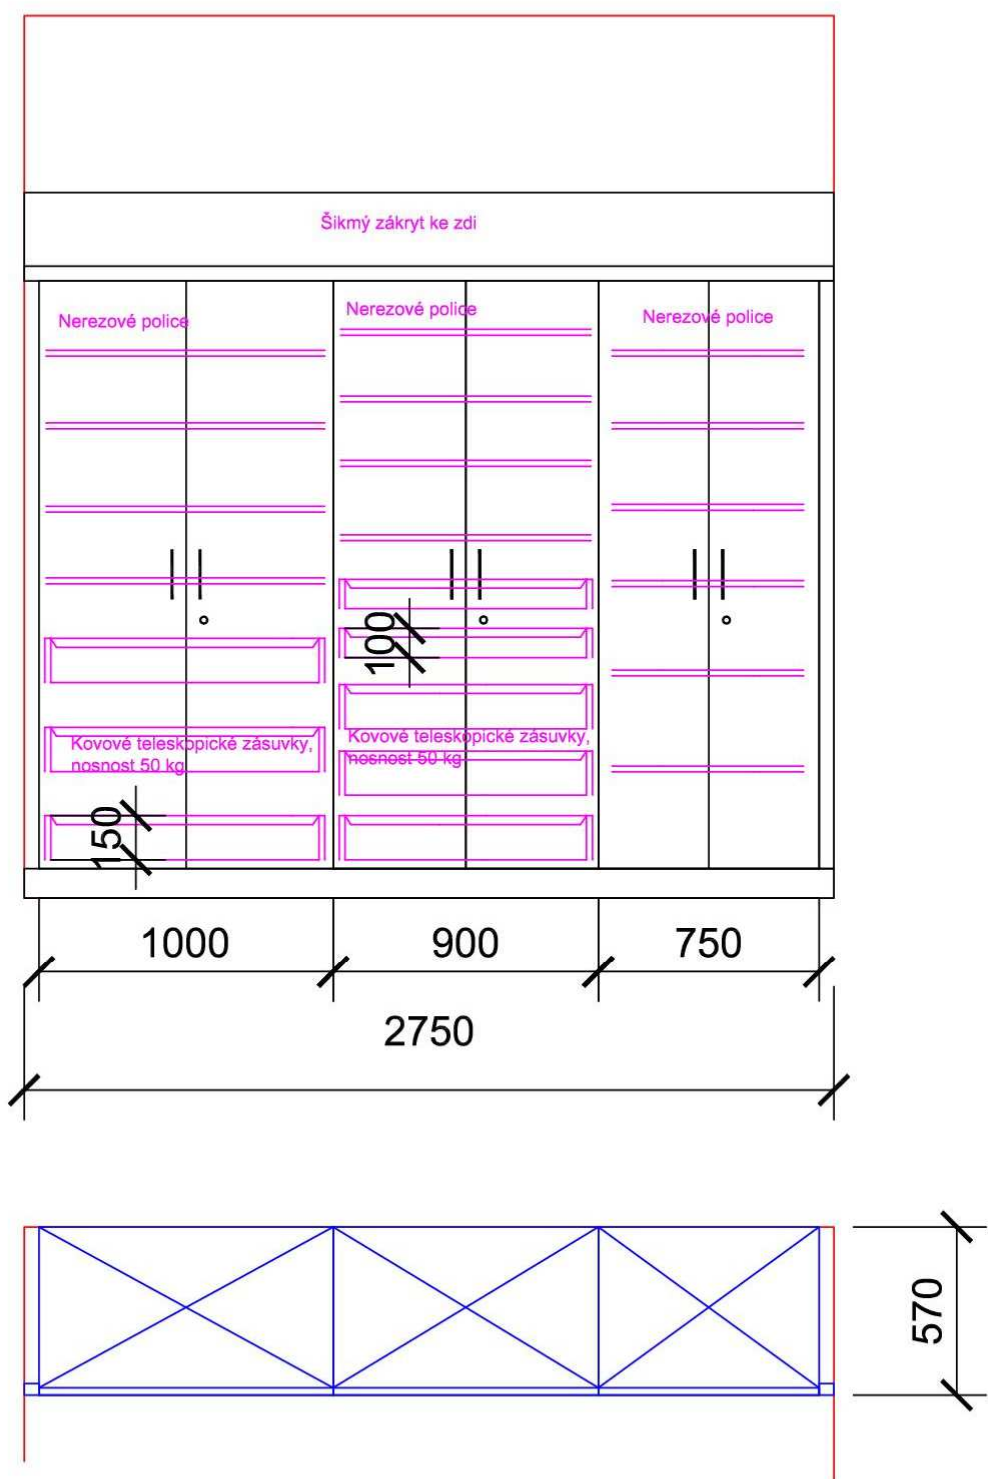 Šikmý zákryt ke zdi
Nerezové police
Nerezové police
Nerezové police
100
Kovové teleskopické zásuvky,
nosnost 50 kg
Kovové teleskopické zásuvky,
nosnost 50 kg
150
1000
900
750
2750
570